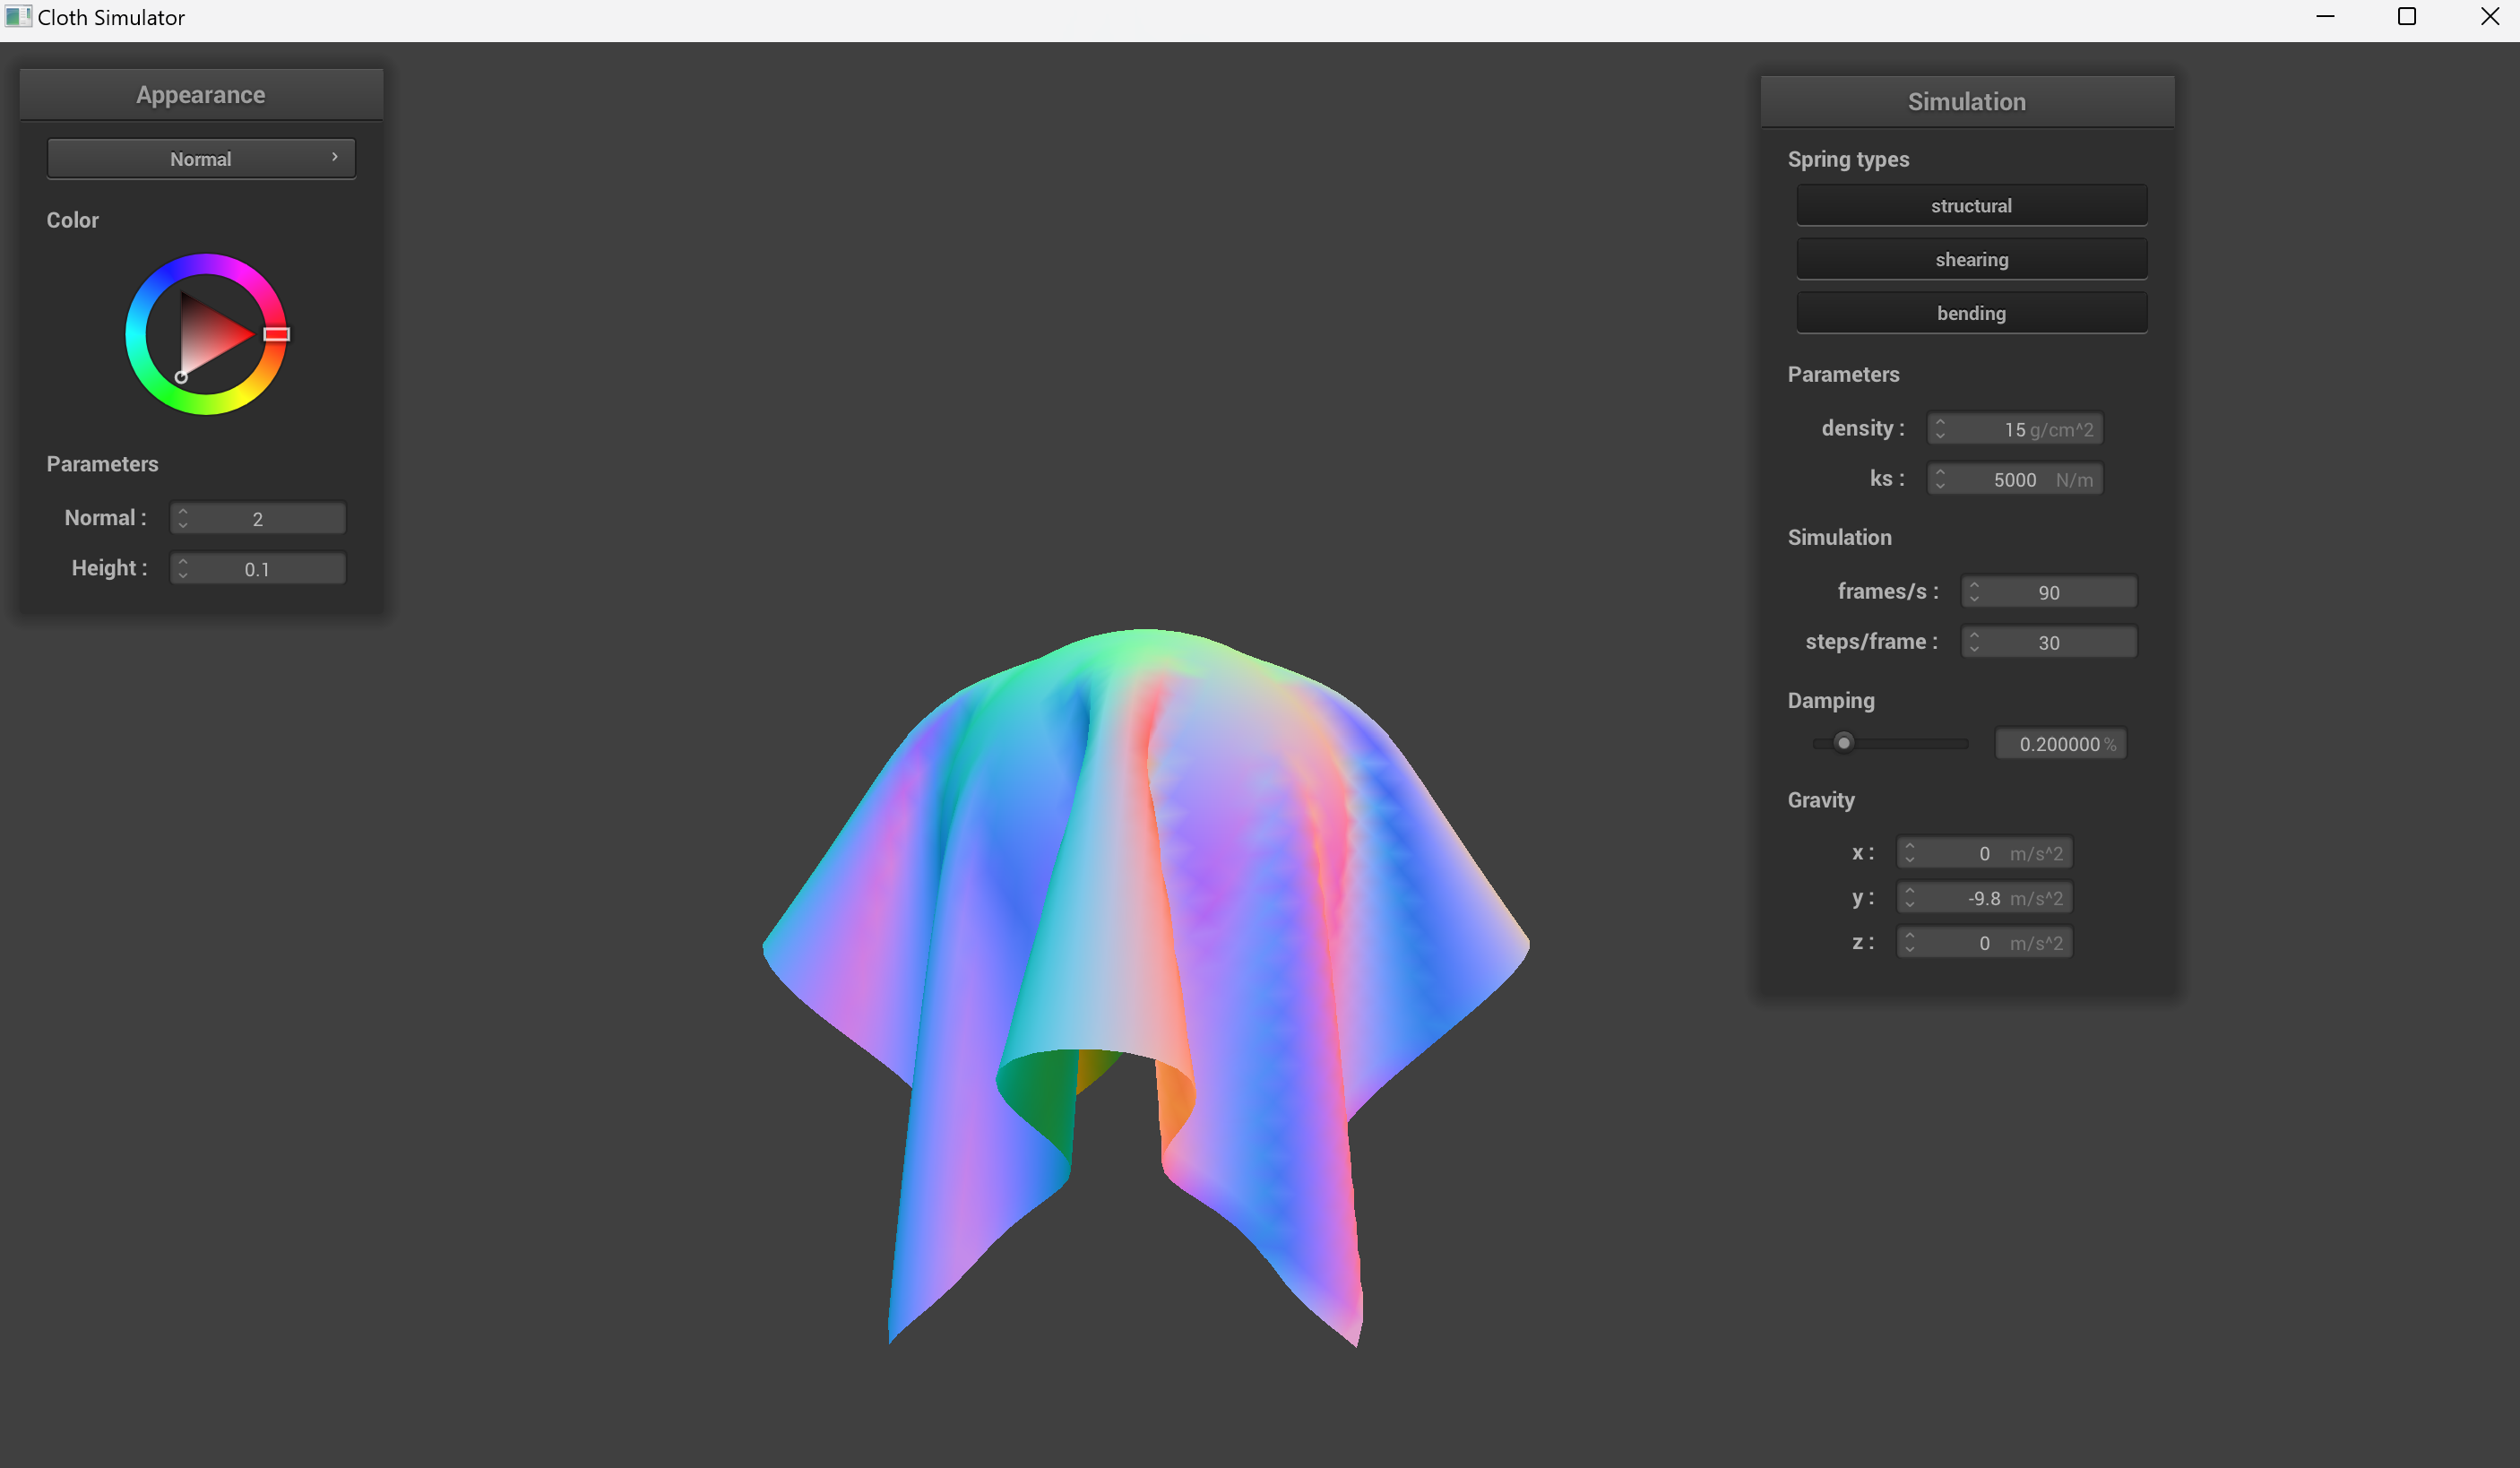 Cloth Simulator
Appearance
Normal
Color
Parameters
Normal : 2
Height : 0.1
Simulation
Spring types
structural
shearing
bending
Parameters
density : 15 g/cm^2
ks : 5000 N/m
Simulation
frames/s : 90
steps/frame : 30
Damping
0.200000 %
Gravity
x : 0 m/s^2
y : -9.8 m/s^2
z : 0 m/s^2